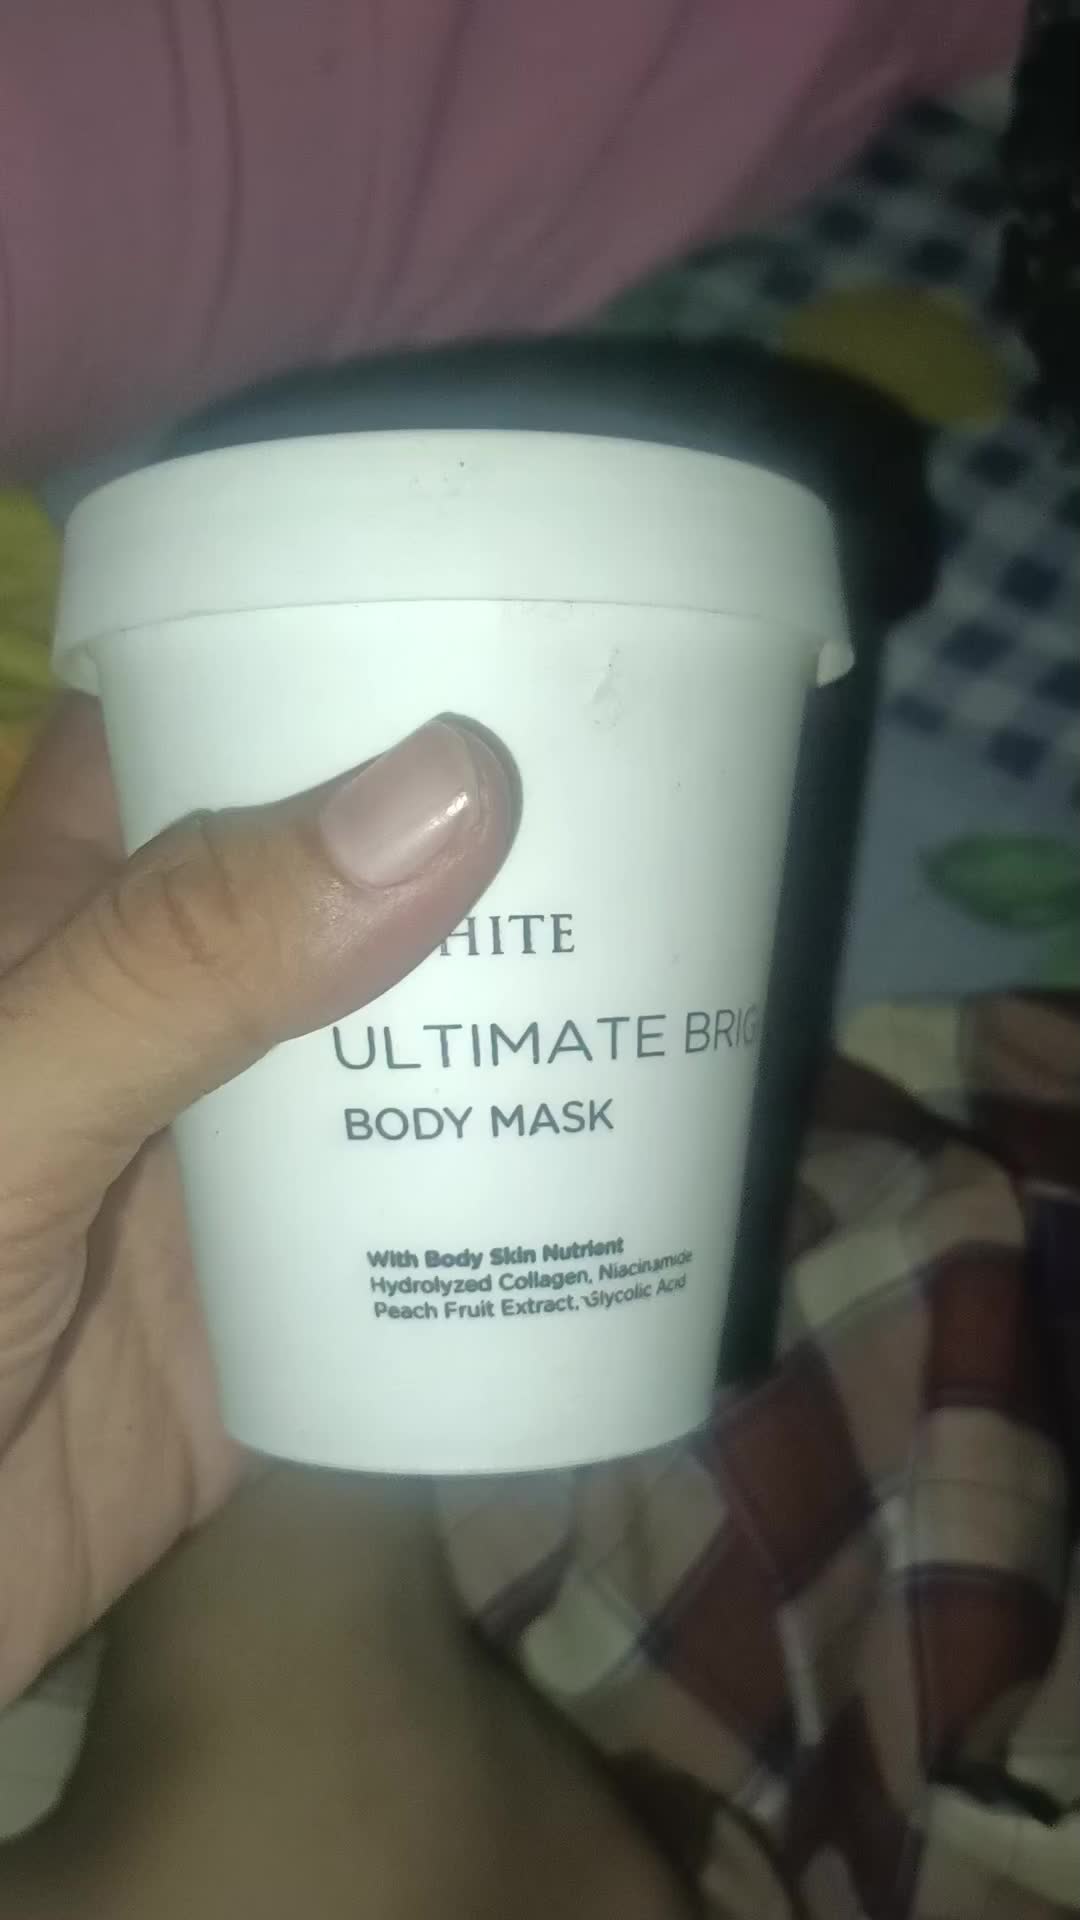 HITE
ULTIMATE BRIG
BODY MASK
With Body Skin Nutrient
Hydrolyzed Collagen, Niacinamide
Peach Fruit Extract, Glycolic Acid